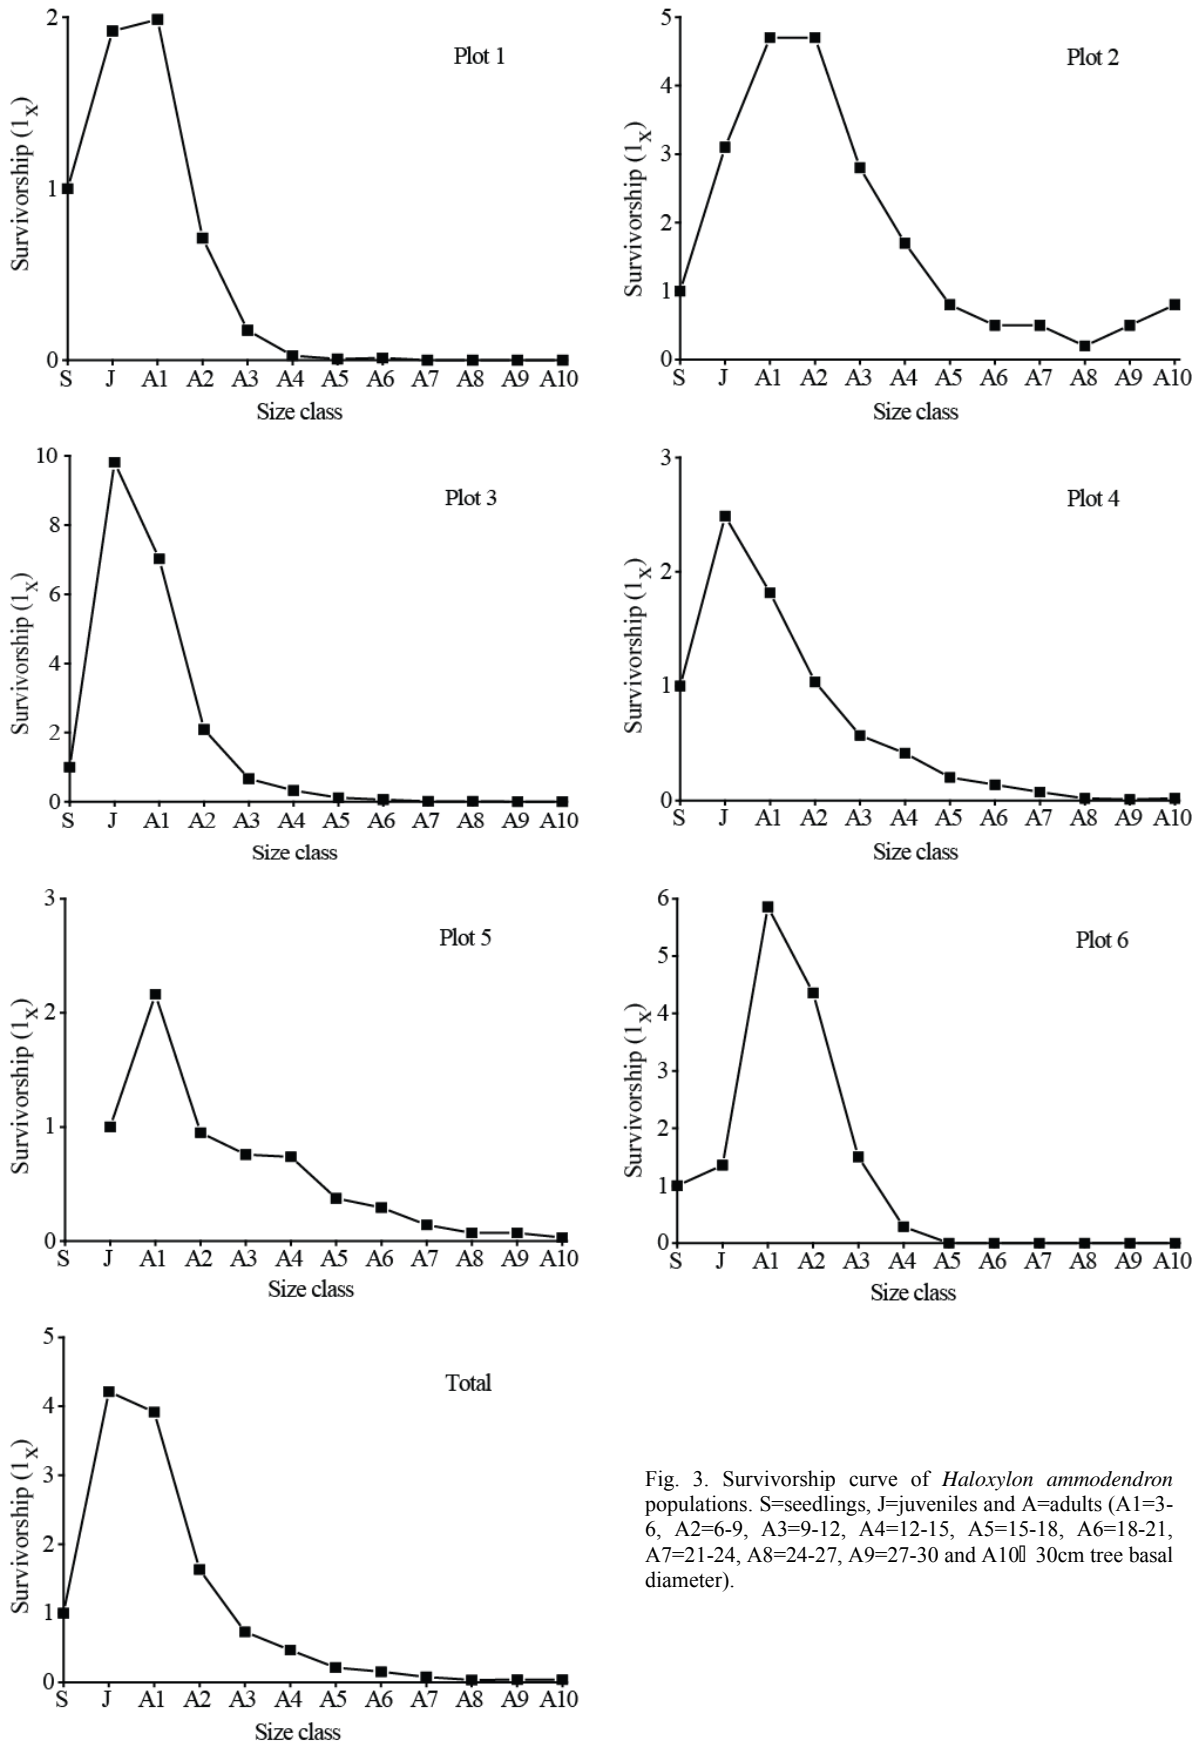 2
1
0
Survivorship (1x)
Plot 1
S J A1 A2 A3 A4 A5 A6 A7 A8 A9 A10
Size class
5
4
3
2
1
0
Survivorship (1x)
Plot 2
S J A1 A2 A3 A4 A5 A6 A7 A8 A9 A10
Size class
10
8
6
4
2
0
Survivorship (1x)
Plot 3
S J A1 A2 A3 A4 A5 A6 A7 A8 A9 A10
Size class
3
2
1
0
Survivorship (1x)
Plot 4
S J A1 A2 A3 A4 A5 A6 A7 A8 A9 A10
Size class
3
2
1
0
Survivorship (1x)
Plot 5
S J A1 A2 A3 A4 A5 A6 A7 A8 A9 A10
Size class
6
5
4
3
2
1
0
Survivorship (1x)
Plot 6
S J A1 A2 A3 A4 A5 A6 A7 A8 A9 A10
Size class
5
4
3
2
1
0
Survivorship (1x)
Total
S J A1 A2 A3 A4 A5 A6 A7 A8 A9 A10
Size class
Fig. 3. Survivorship curve of Haloxylon ammodendron
populations. S=seedlings, J=juveniles and A=adults (A1=3-
6, A2=6-9, A3=9-12, A4=12-15, A5=15-18, A6=18-21,
A7=21-24, A8=24-27, A9=27-30 and A10 30cm tree basal
diameter).